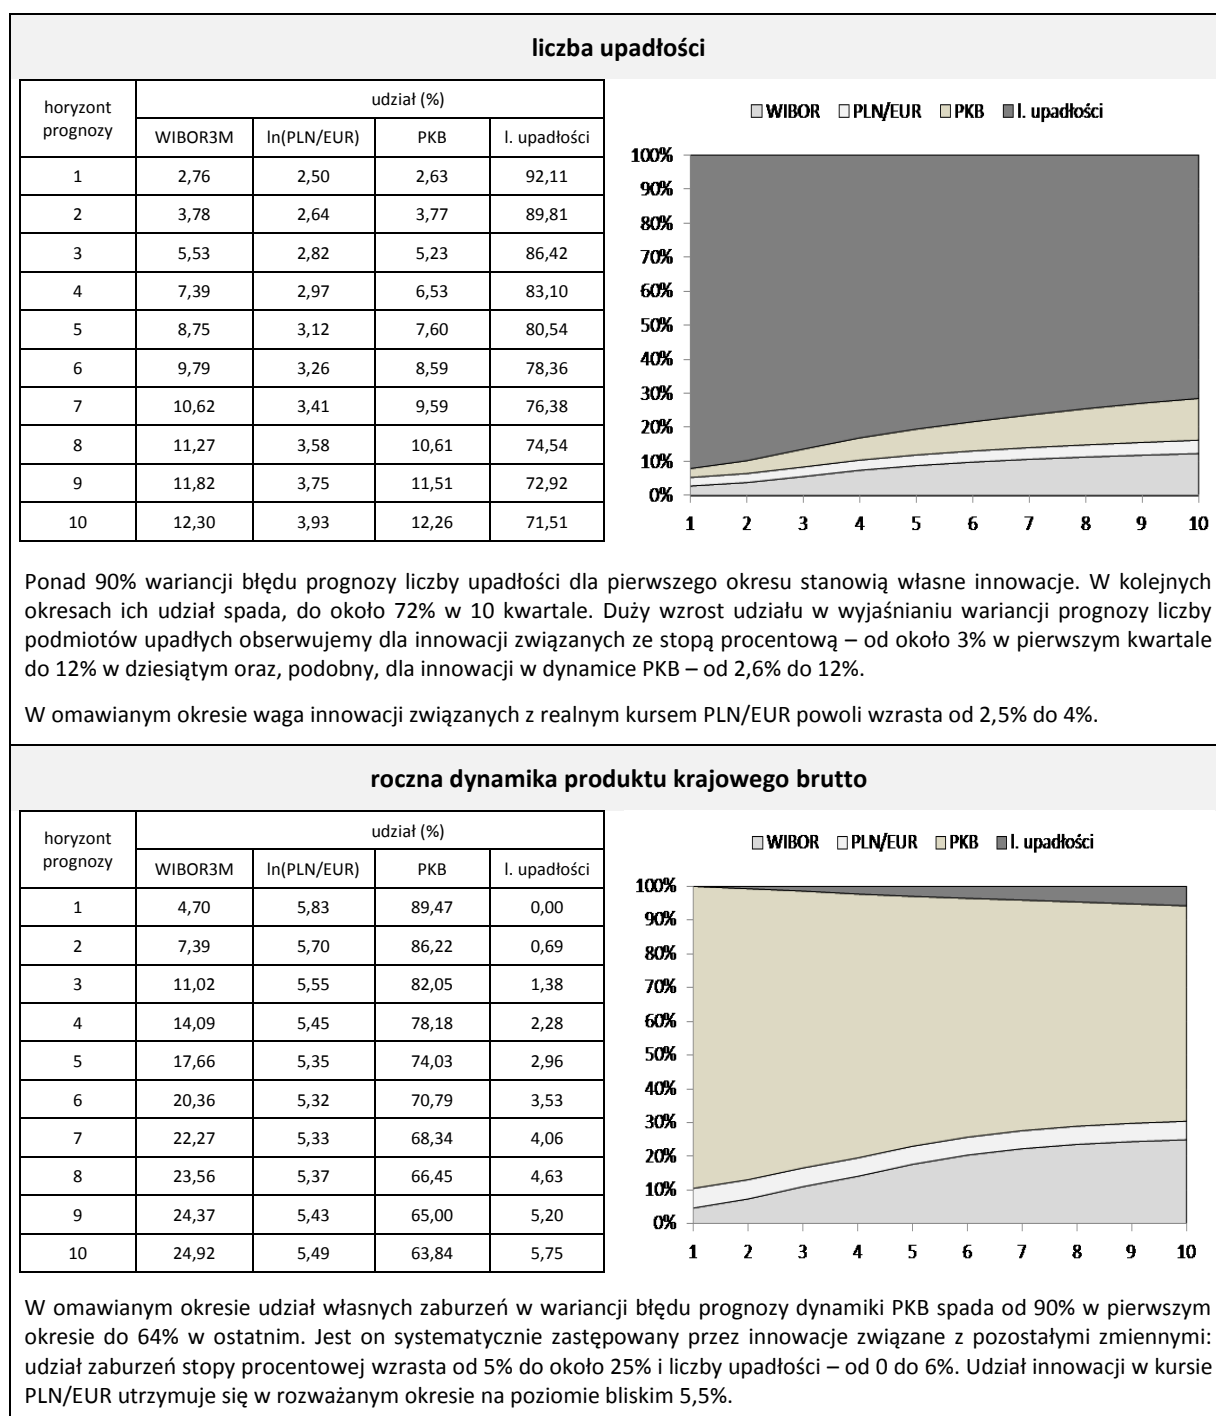 liczba upadłości
horyzont prognozy udział (%)
WIBOR3M ln(PLN/EUR) PKB l. upadłości
1 2,76 2,50 2,63 92,11
2 3,78 2,64 3,77 89,81
3 5,53 2,82 5,23 86,42
4 7,39 2,97 6,53 83,10
5 8,75 3,12 7,60 80,54
6 9,79 3,26 8,59 78,36
7 10,62 3,41 9,59 76,38
8 11,27 3,58 10,61 74,54
9 11,82 3,75 11,51 72,92
10 12,30 3,93 12,26 71,51
WIBOR PLN/EUR PKB l. upadłości
100%
90%
80%
70%
60%
50%
40%
30%
20%
10%
0%
1 2 3 4 5 6 7 8 9 10
Ponad 90% wariancji błędu prognozy liczby upadłości dla pierwszego okresu stanowią własne innowacje. W kolejnych
okresach ich udział spada, do około 72% w 10 kwartale. Duży wzrost udziału w wyjaśnianiu wariancji prognozy liczby
podmiotów upadłych obserwujemy dla innowacji związanych ze stopą procentową – od około 3% w pierwszym kwartale
do 12% w dziesiątym oraz, podobny, dla innowacji w dynamice PKB – od 2,6% do 12%.
W omawianym okresie waga innowacji związanych z realnym kursem PLN/EUR powoli wzrasta od 2,5% do 4%.
roczna dynamika produktu krajowego brutto
horyzont prognozy udział (%)
WIBOR3M ln(PLN/EUR) PKB l. upadłości
1 4,70 5,83 89,47 0,00
2 7,39 5,70 86,22 0,69
3 11,02 5,55 82,05 1,38
4 14,09 5,45 78,18 2,28
5 17,66 5,35 74,03 2,96
6 20,36 5,32 70,79 3,53
7 22,27 5,33 68,34 4,06
8 23,56 5,37 66,45 4,63
9 24,37 5,43 65,00 5,20
10 24,92 5,49 63,84 5,75
WIBOR PLN/EUR PKB l. upadłości
100%
90%
80%
70%
60%
50%
40%
30%
20%
10%
0%
1 2 3 4 5 6 7 8 9 10
W omawianym okresie udział własnych zaburzeń w wariancji błędu prognozy dynamiki PKB spada od 90% w pierwszym
okresie do 64% w ostatnim. Jest on systematycznie zastępowany przez innowacje związane z pozostałymi zmiennymi:
udział zaburzeń stopy procentowej wzrasta od 5% do około 25% i liczby upadłości – od 0 do 6%. Udział innowacji w kursie
PLN/EUR utrzymuje się w rozważanym okresie na poziomie bliskim 5,5%.